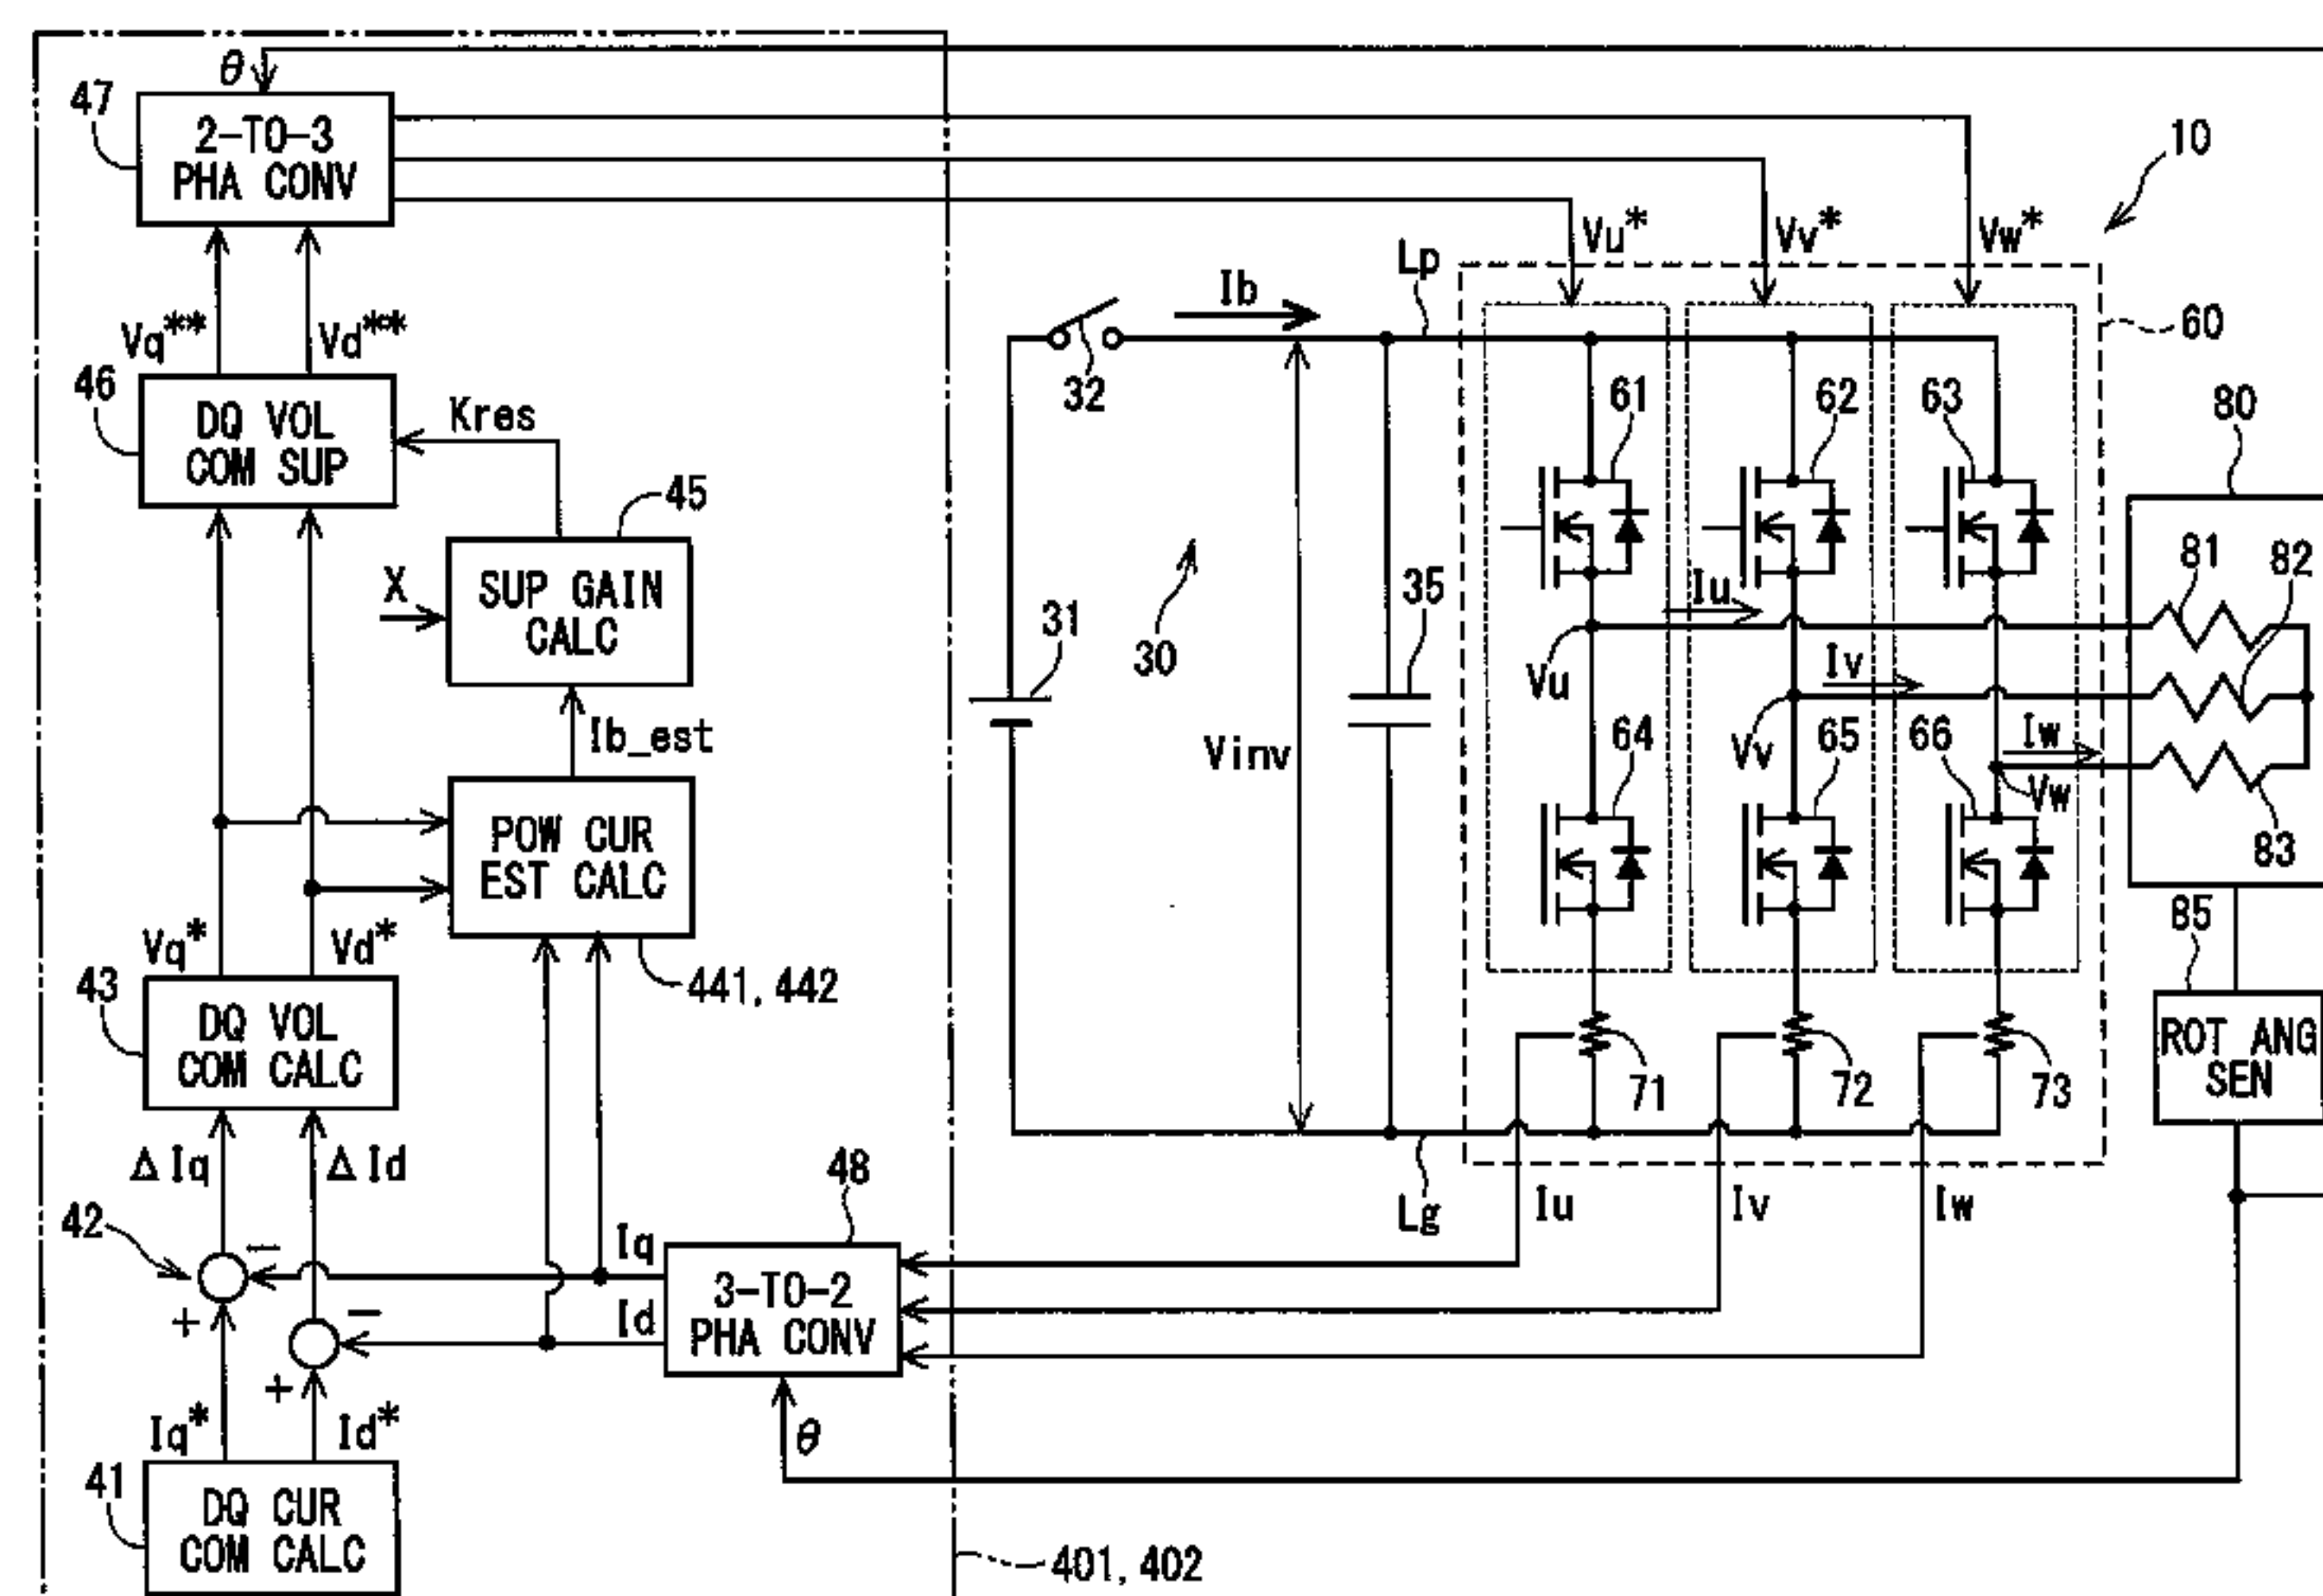 θ
47
2-TO-3
PHA CONV
10
Vu*
Vv*
Vw*
Lp
Ib
60
Vq**
Vd**
32
46
DQ VOL
COM SUP
Kres
61
62
63
80
45
X
SUP GAIN
CALC
31
30
35
Iu
81
82
Vu
Iv
Ib_est
Vinv
64
Vv
65
66
Iw
Vw
83
POW CUR
EST CALC
85
Vq*
Vd*
441, 442
43
DQ VOL
COM CALC
71
72
73
ROT ANG
SEN
ΔIq
ΔId
48
Lg
Iu
Iv
Iw
42
−
Iq
3-TO-2
PHA CONV
+
−
Id
+
Iq*
Id*
θ
41
DQ CUR
COM CALC
401, 402